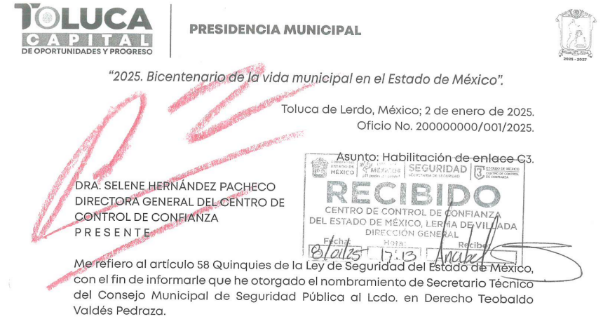 TOLUCA
CAPITAL
DE OPORTUNIDADES Y PROGRESO
PRESIDENCIA MUNICIPAL
2025 - 2027
"2025. Bicentenario de la vida municipal en el Estado de México".
Toluca de Lerdo, México; 2 de enero de 2025.
Oficio No. 200000000/001/2025.
Asunto: Habilitación de enlace C3.
DRA. SELENE HERNÁNDEZ PACHECO
DIRECTORA GENERAL DEL CENTRO DE
CONTROL DE CONFIANZA
P R E S E N T E
MÉXICO SEGURIDAD
RECIBIDO
CENTRO DE CONTROL DE CONFIANZA
DEL ESTADO DE MÉXICO, LERMA DE VILLADA
DIRECCIÓN GENERAL
Fecha: Hora: Recibe:
8/01/25 17:13 Anabel
Me refiero al artículo 58 Quinquies de la Ley de Seguridad del Estado de México,
con el fin de informarle que he otorgado el nombramiento de Secretario Técnico
del Consejo Municipal de Seguridad Pública al Lcdo. en Derecho Teobaldo
Valdés Pedraza.